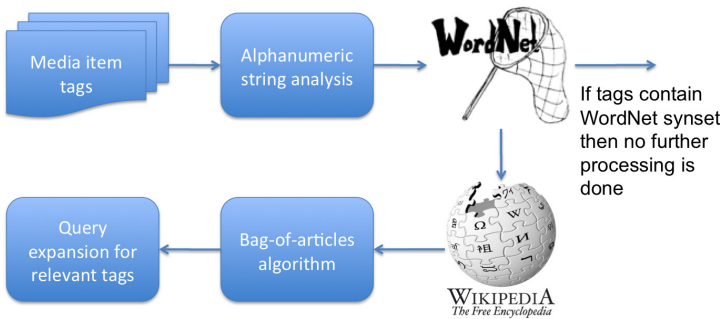 Media item
tags
Alphanumeric
string analysis
WordNet
If tags contain
WordNet synset
then no further
processing is
done
Query
expansion for
relevant tags
Bag-of-articles
algorithm
Ω
W
И
WIKIPEDIA
The Free Encyclopedia